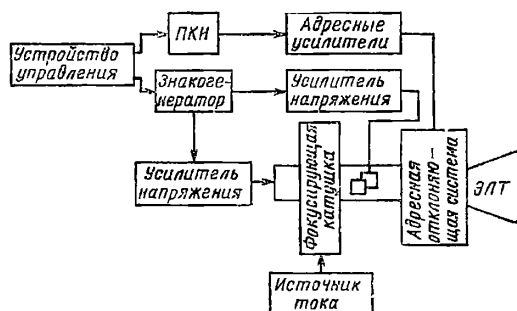 ПКН
Адресные
усилители
Устройство
управления
Знакоге-
нератор
Усилитель
напряжения
Усилитель
напряжения
Фокусирующая
катушка
Адресная
отклоняю-
щая система
ЭЛТ
Источник
тока